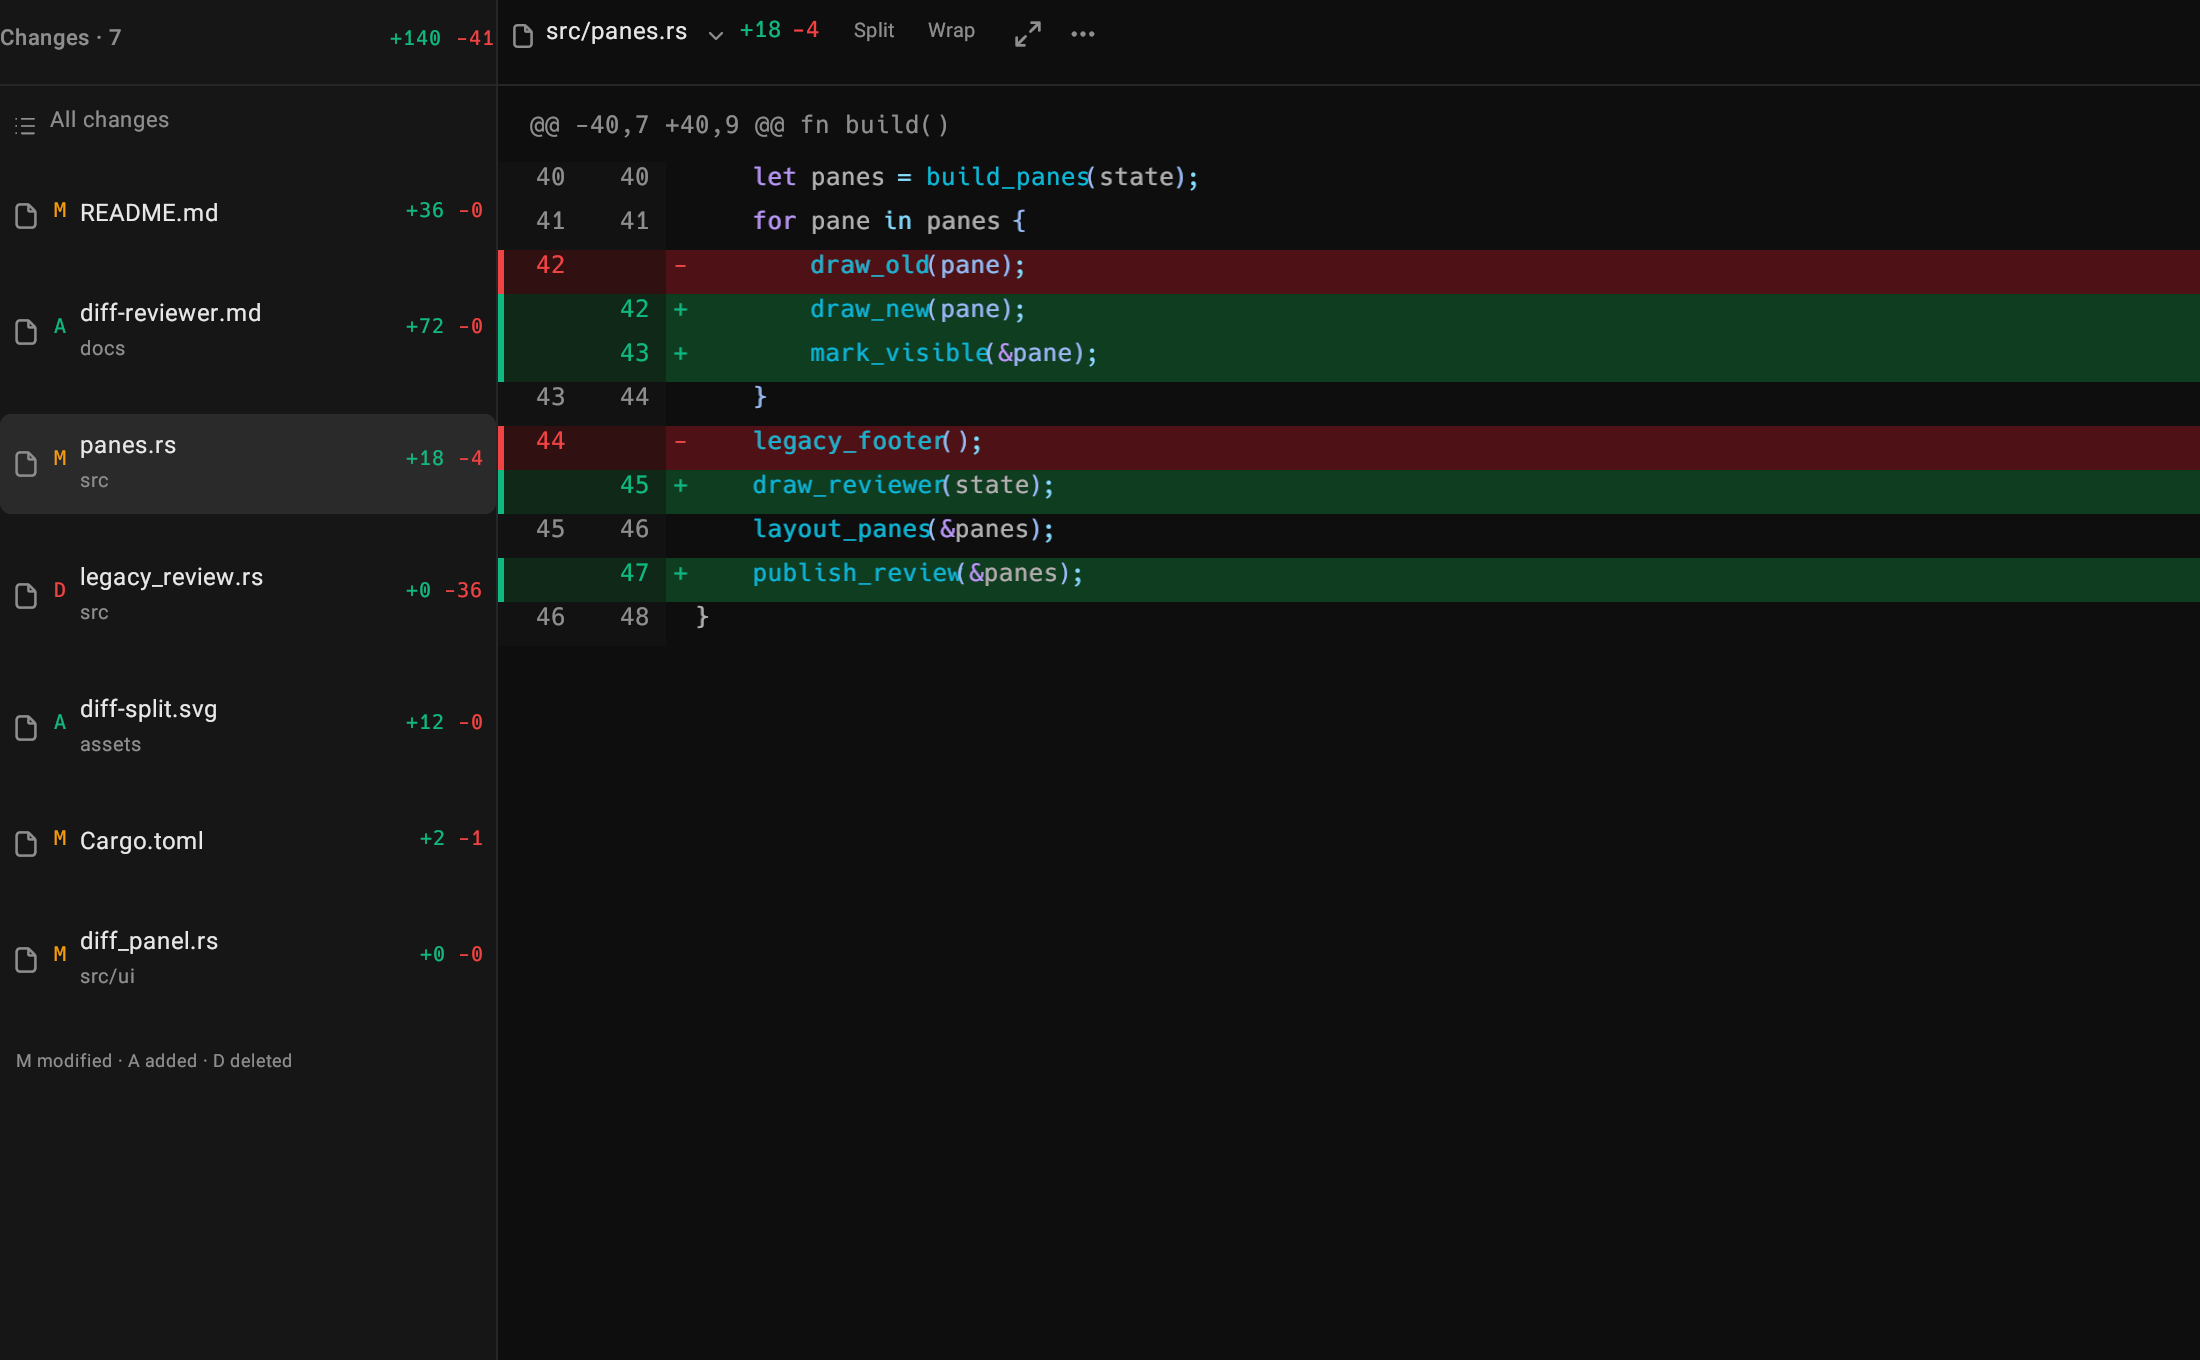 Changes · 7 +140 -41
All changes
M README.md +36 -0
A diff-reviewer.md +72 -0
docs
M panes.rs +18 -4
src
D legacy_review.rs +0 -36
src
A diff-split.svg +12 -0
assets
M Cargo.toml +2 -1
M diff_panel.rs +0 -0
src/ui
M modified · A added · D deleted
src/panes.rs +18 -4 Split Wrap
@@ -40,7 +40,9 @@ fn build()
40 40 let panes = build_panes(state);
41 41 for pane in panes {
42 - draw_old(pane);
42 + draw_new(pane);
43 + mark_visible(&pane);
43 44 }
44 - legacy_footer();
45 + draw_reviewer(state);
45 46 layout_panes(&panes);
47 + publish_review(&panes);
46 48 }